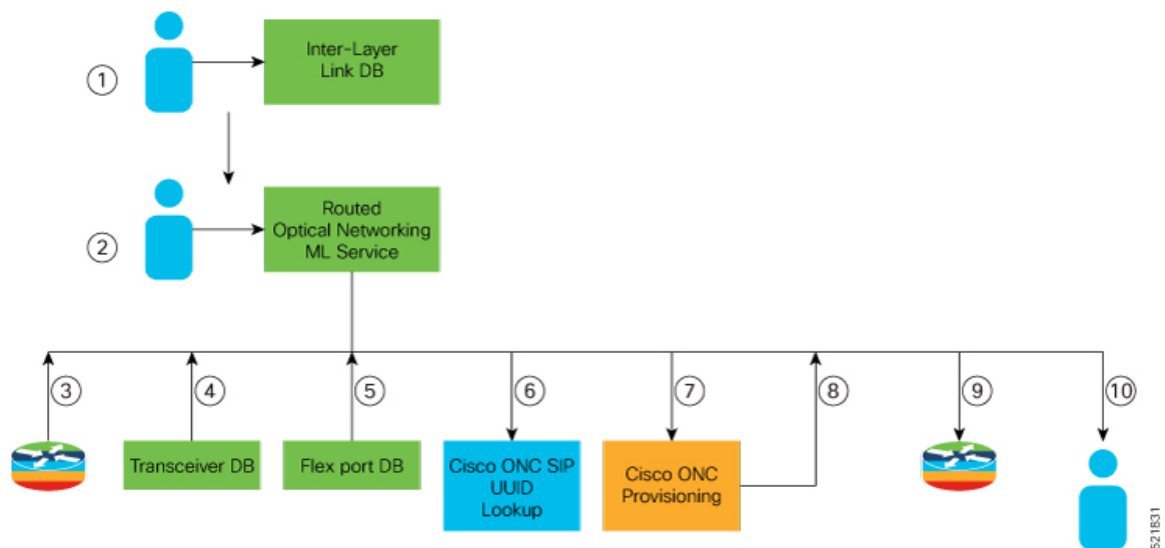 Inter-Layer
Link DB
①
Routed
Optical Networking
ML Service
②
③
④
⑤
⑥
⑦
⑧
⑨
⑩
Transceiver DB
Flex port DB
Cisco ONC SIP
UUID
Lookup
Cisco ONC
Provisioning
521831